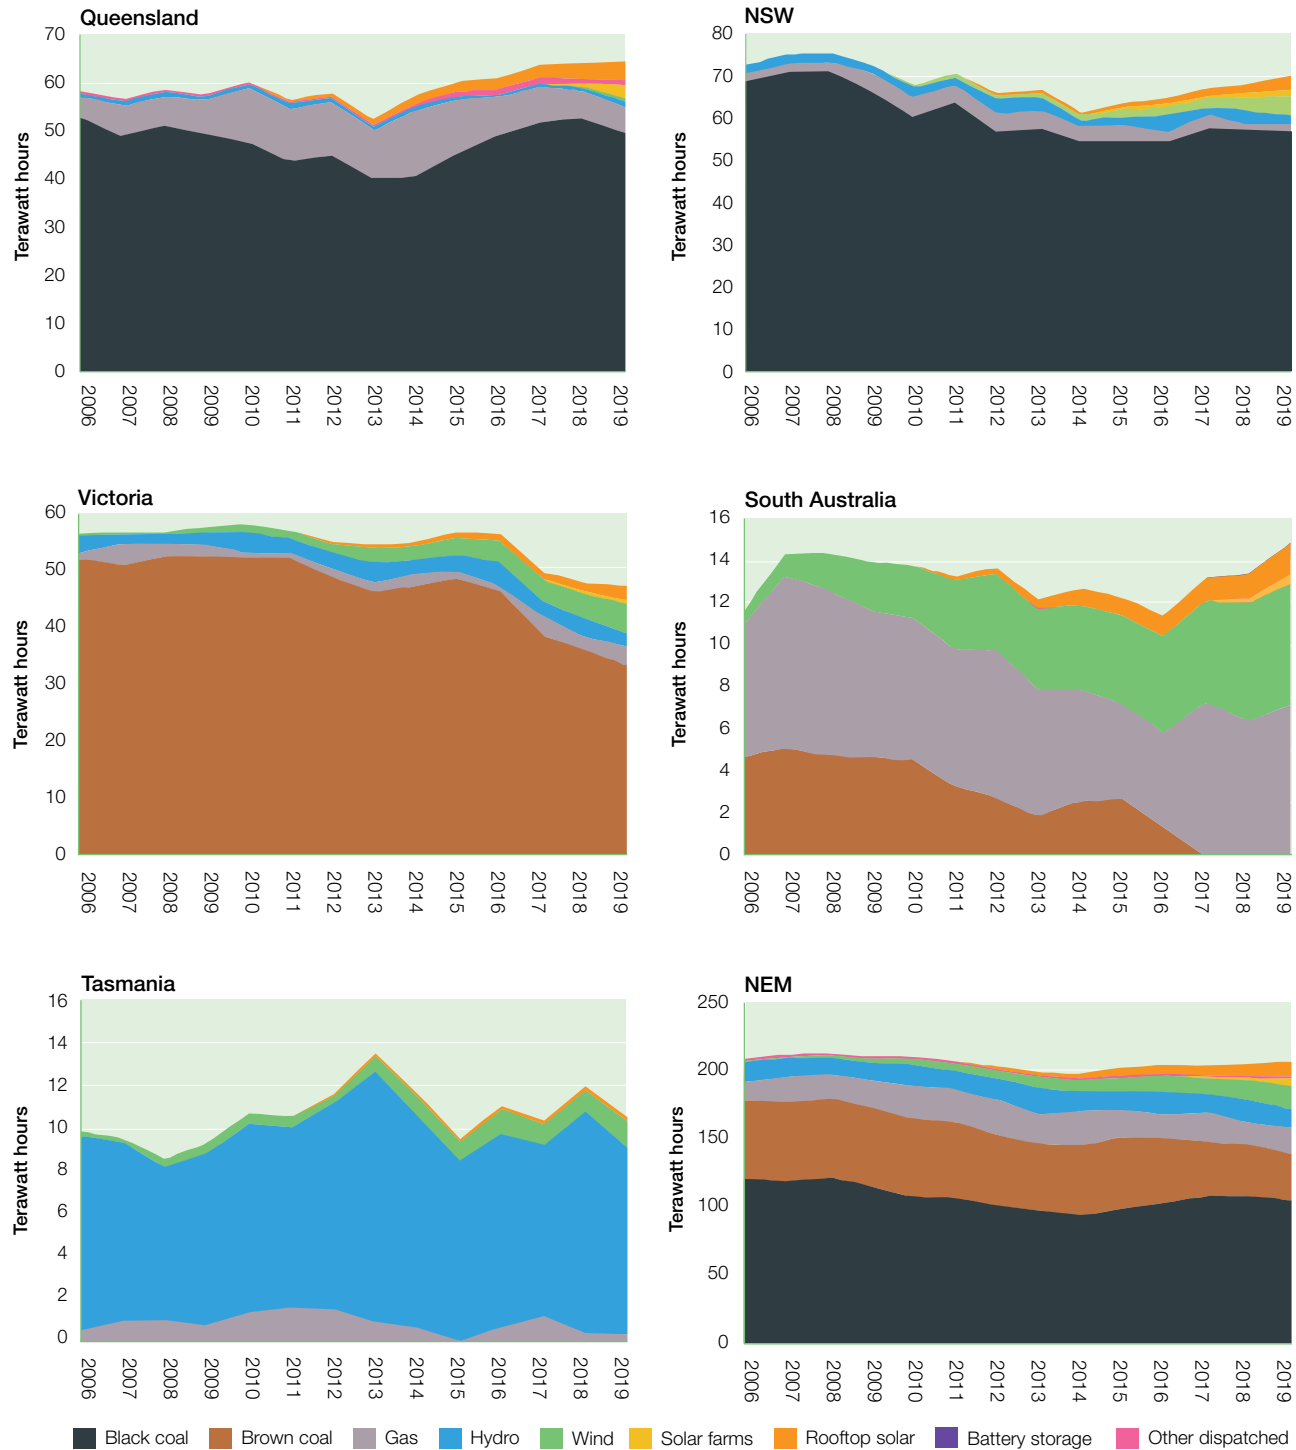 Queensland
70
60
50
40
30
20
10
0
Terawatt hours
2006 2007 2008 2009 2010 2011 2012 2013 2014 2015 2016 2017 2018 2019
NSW
80
70
60
50
40
30
20
10
0
Terawatt hours
2006 2007 2008 2009 2010 2011 2012 2013 2014 2015 2016 2017 2018 2019
Victoria
60
50
40
30
20
10
0
Terawatt hours
2006 2007 2008 2009 2010 2011 2012 2013 2014 2015 2016 2017 2018 2019
South Australia
16
14
12
10
8
6
4
2
0
Terawatt hours
2006 2007 2008 2009 2010 2011 2012 2013 2014 2015 2016 2017 2018 2019
Tasmania
16
14
12
10
8
6
4
2
0
Terawatt hours
2006 2007 2008 2009 2010 2011 2012 2013 2014 2015 2016 2017 2018 2019
NEM
250
200
150
100
50
0
Terawatt hours
2006 2007 2008 2009 2010 2011 2012 2013 2014 2015 2016 2017 2018 2019
Black coal Brown coal Gas Hydro Wind Solar farms Rooftop solar Battery storage Other dispatched